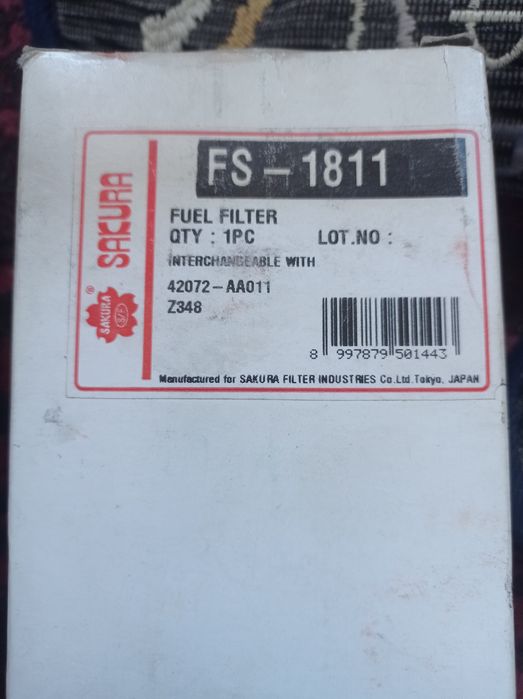 FS-1811
FUEL FILTER
QTY : 1PC LOT.NO :
INTERCHANGEABLE WITH
42072-AA011
Z348
8 997879 501443
Manufactured for SAKURA FILTER INDUSTRIES Co.Ltd.Tokyo, JAPAN
SAKURA
®
SAKURA